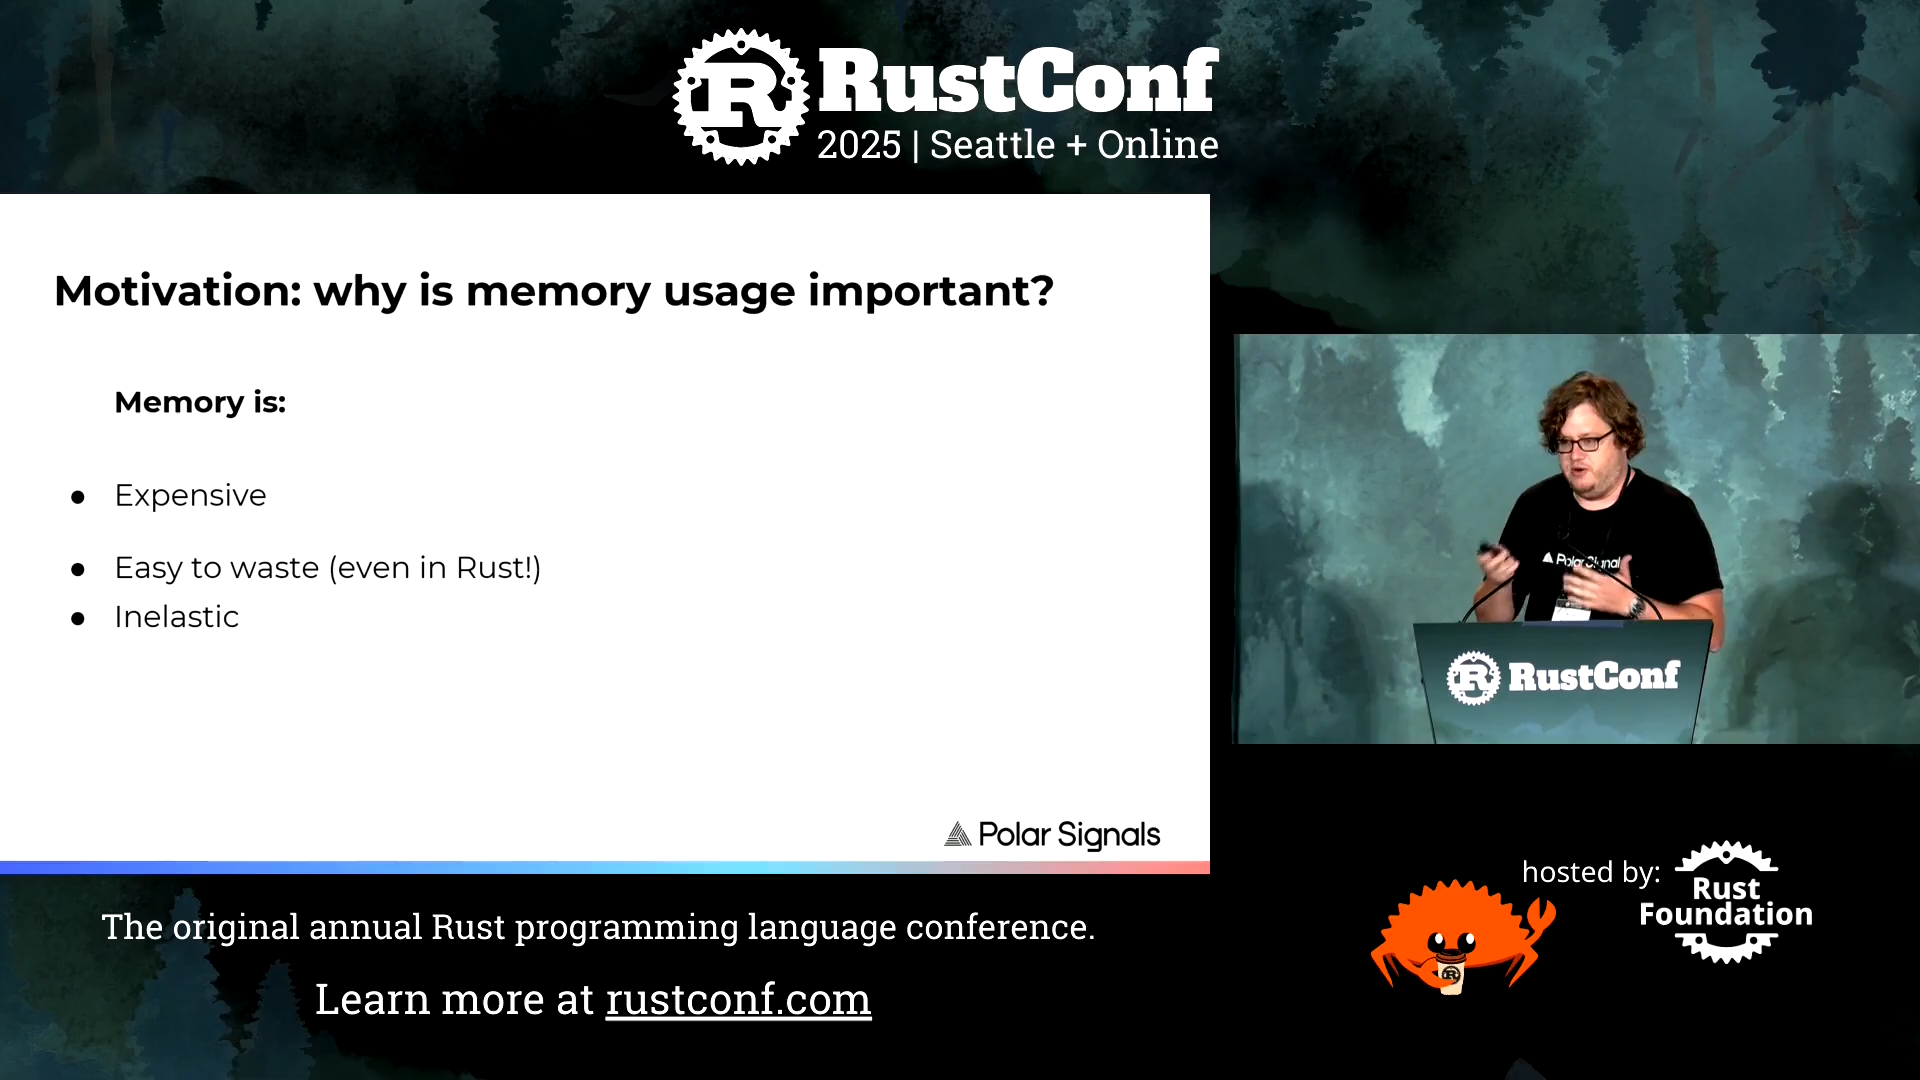 RustConf
2025 | Seattle + Online
Motivation: why is memory usage important?
Memory is:
● Expensive
● Easy to waste (even in Rust!)
● Inelastic
Polar Signals
Polar Signal
RustConf
hosted by:
Rust
Foundation
The original annual Rust programming language conference.
Learn more at rustconf.com